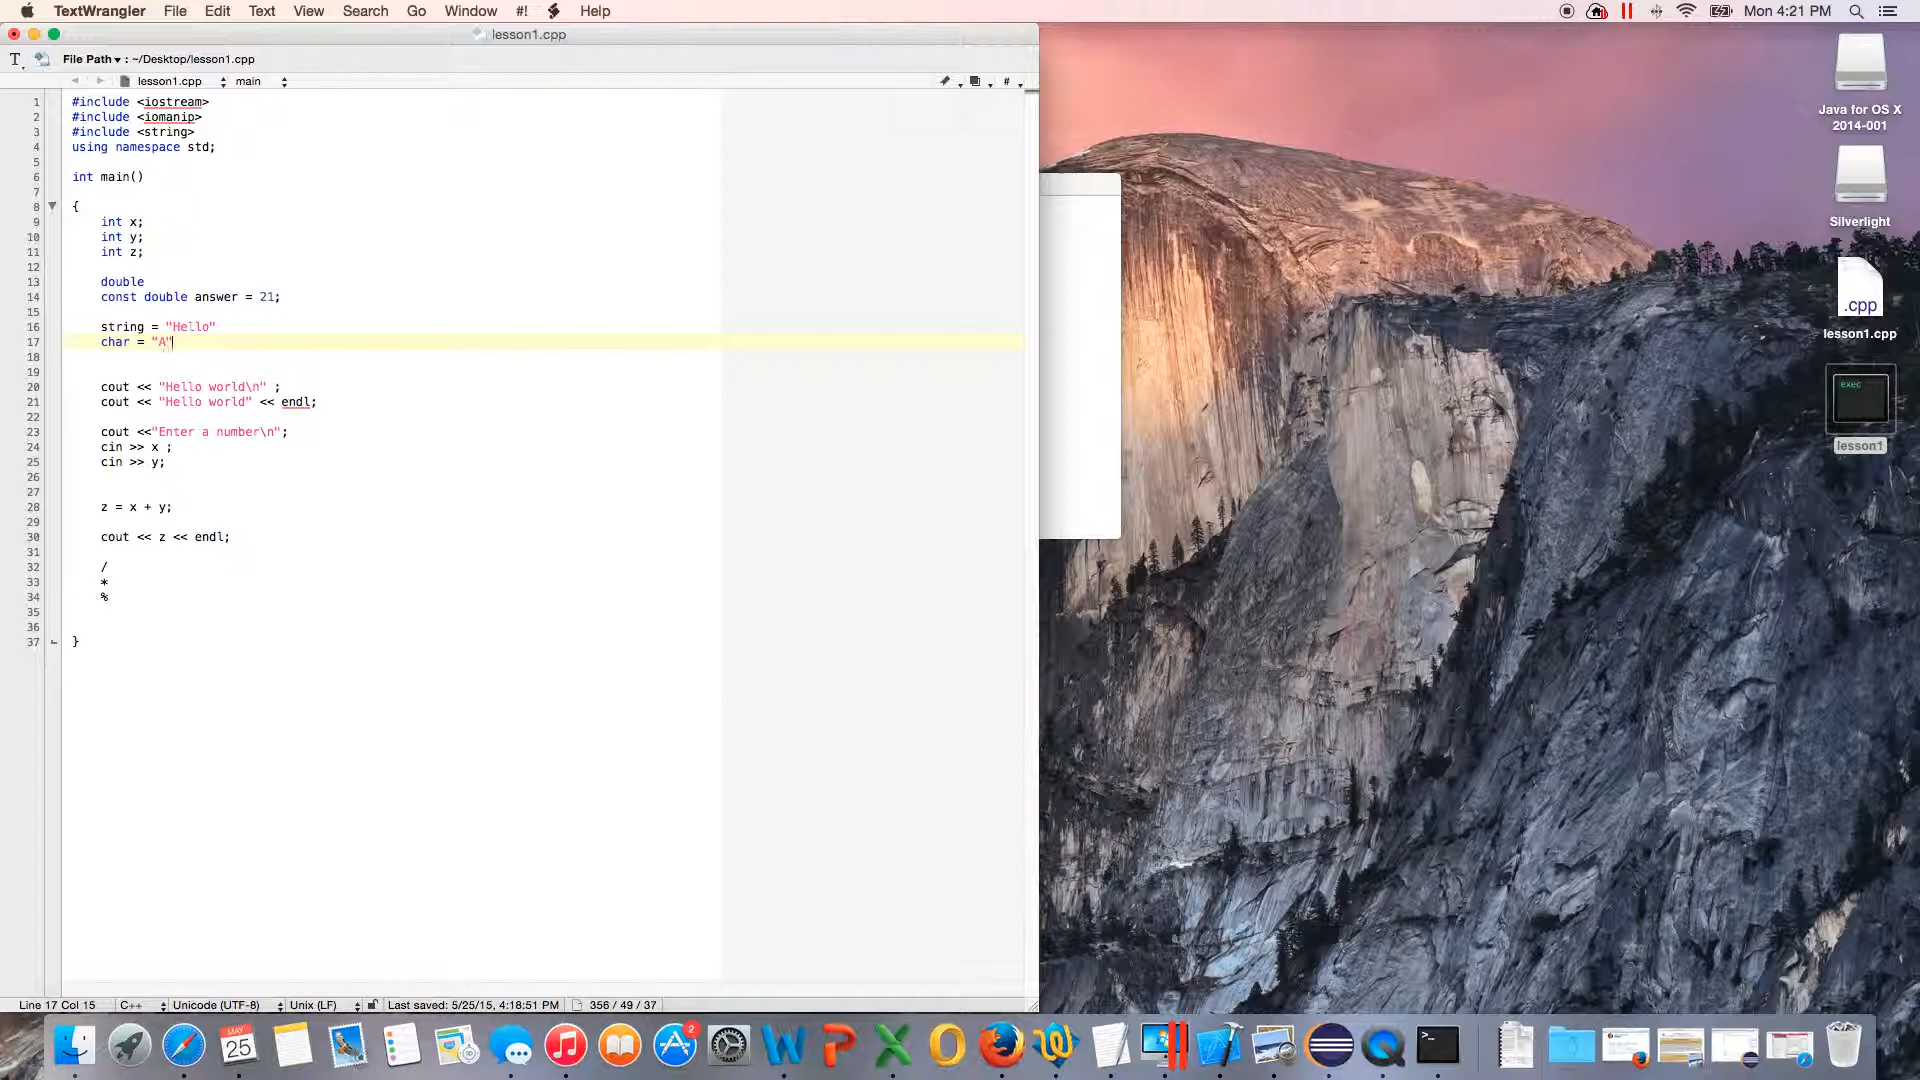 TextWrangler File Edit Text View Search Go Window #! Help Mon 4:21 PM
lesson1.cpp
File Path : ~/Desktop/lesson1.cpp
lesson1.cpp main #
1 #include <iostream>
2 #include <iomanip>
3 #include <string>
4 using namespace std;
5
6 int main()
7
8 {
9 int x;
10 int y;
11 int z;
12
13 double
14 const double answer = 21;
15
16 string = "Hello"
17 char = "A"
18
19
20 cout << "Hello world\n" ;
21 cout << "Hello world" << endl;
22
23 cout <<"Enter a number\n";
24 cin >> x ;
25 cin >> y;
26
27
28 z = x + y;
29
30 cout << z << endl;
31
32 /
33 *
34 %
35
36
37 }
Line 17 Col 15 C++ Unicode (UTF-8) Unix (LF) Last saved: 5/25/15, 4:18:51 PM 356 / 49 / 37
Java for OS X
2014-001
Silverlight
.cpp
lesson1.cpp
exec
lesson1
MAY
25
2